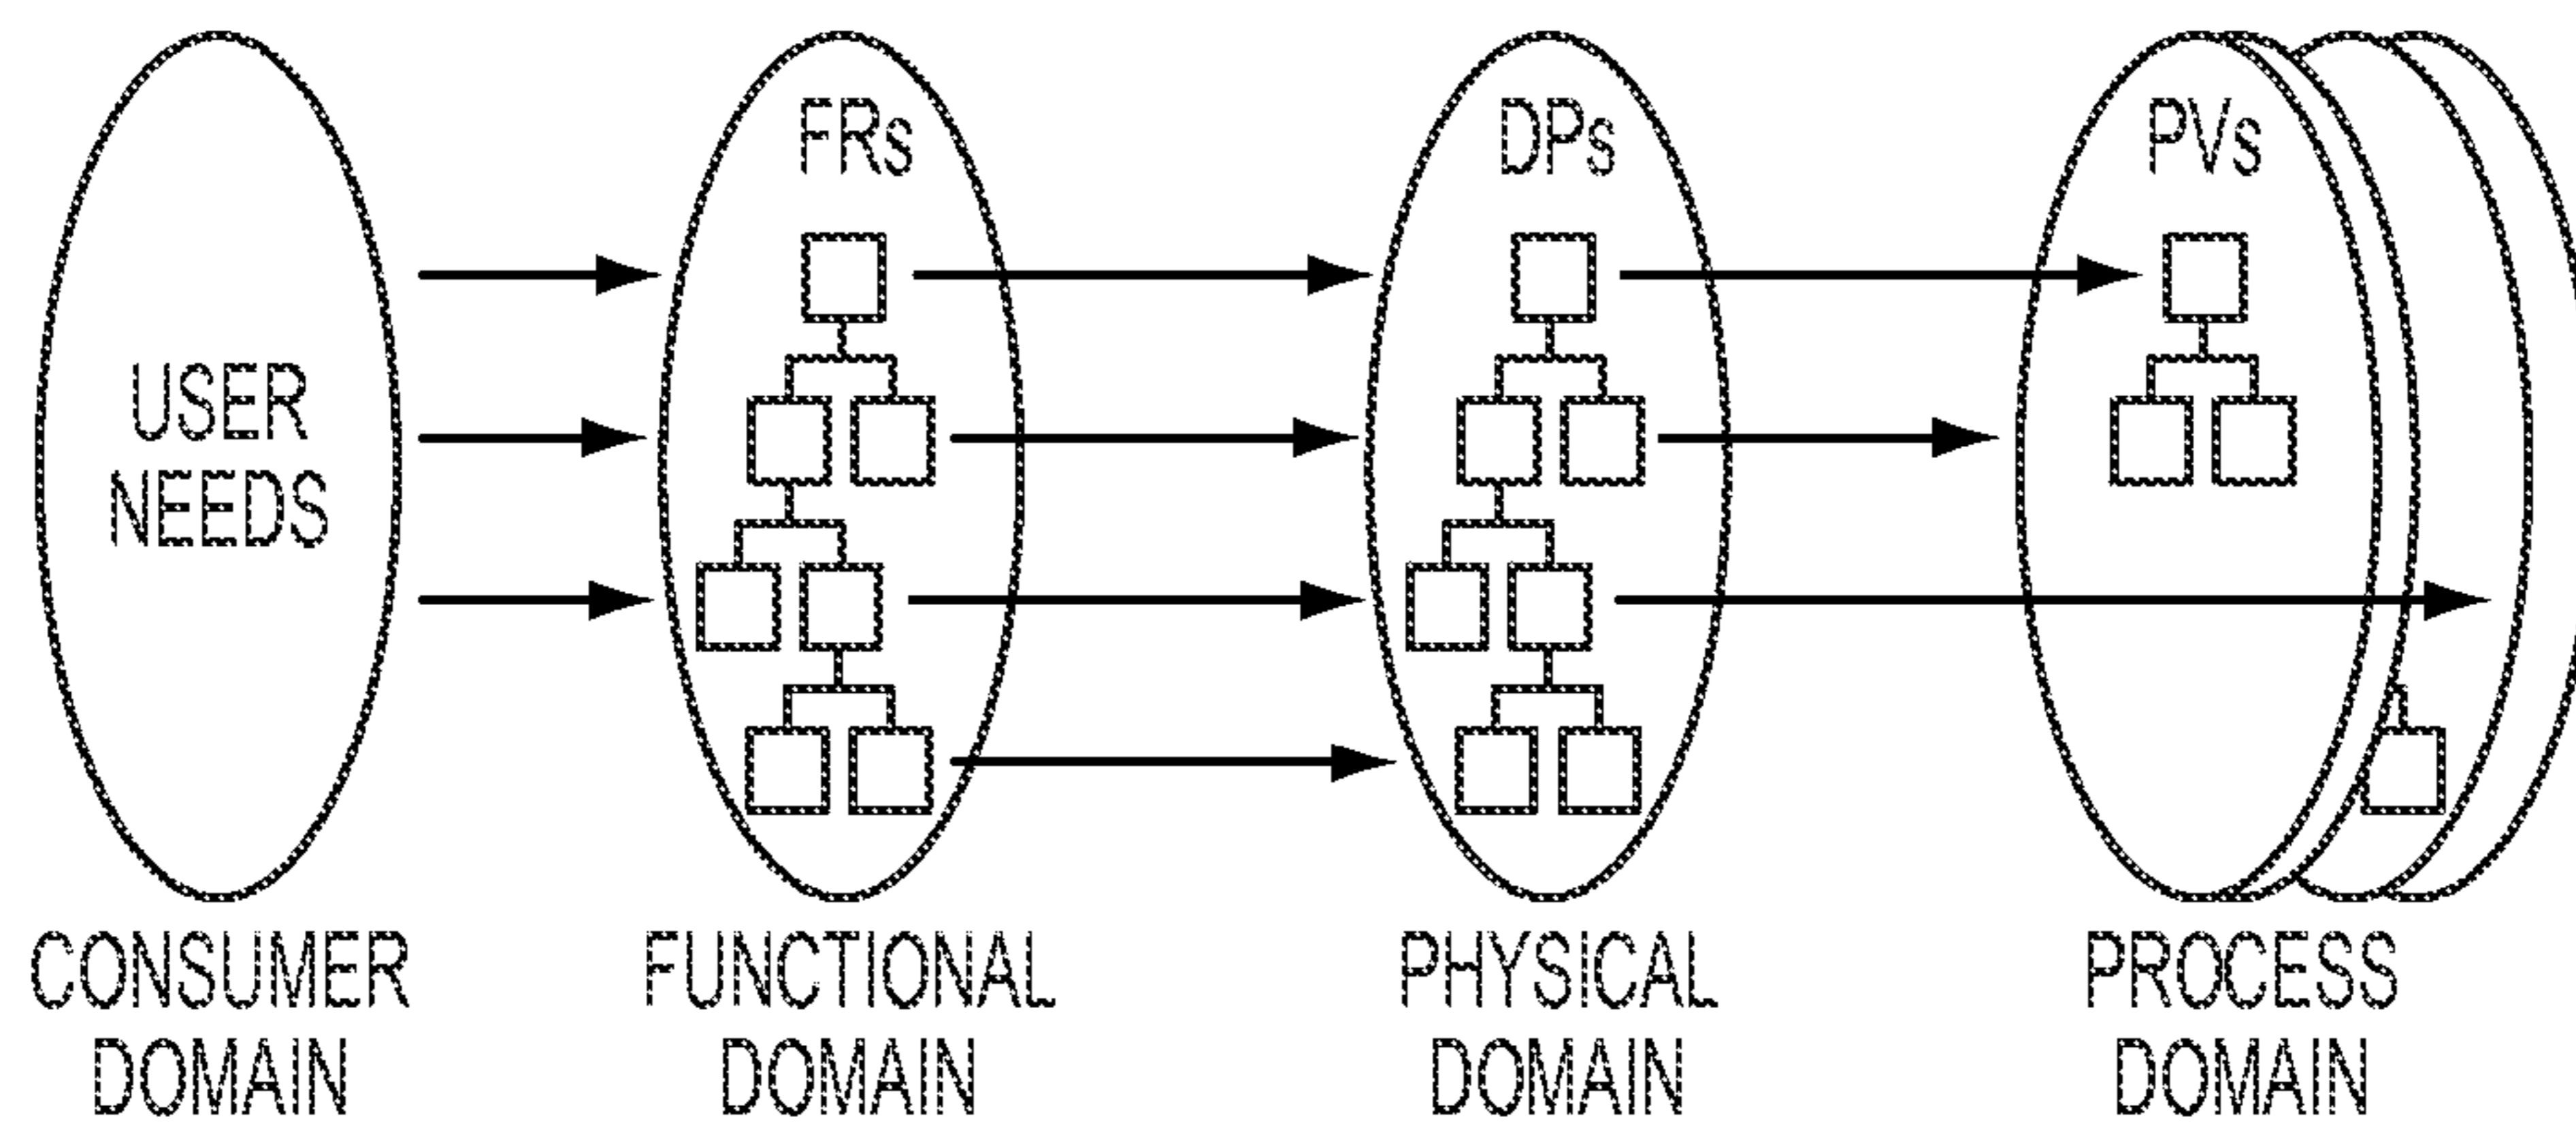 FRs
DPs
PVs
USER
NEEDS
CONSUMER
DOMAIN
FUNCTIONAL
DOMAIN
PHYSICAL
DOMAIN
PROCESS
DOMAIN